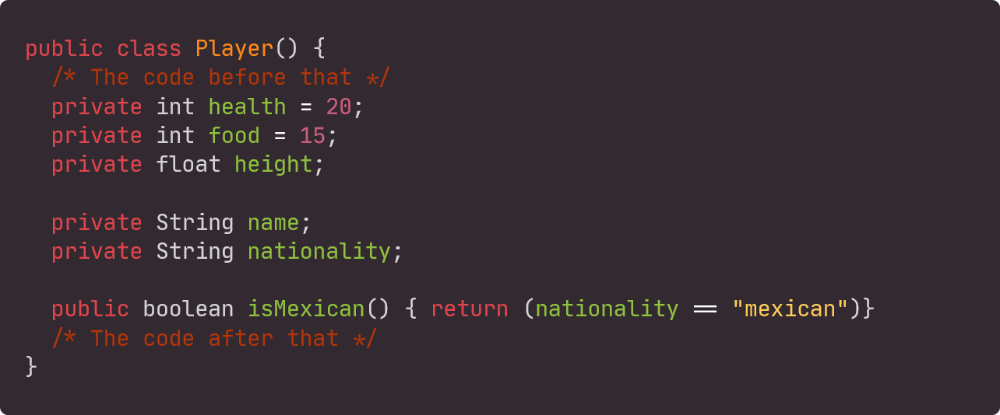 public class Player() {
/* The code before that */
private int health = 20;
private int food = 15;
private float height;
private String name;
private String nationality;
public boolean isMexican() { return (nationality == "mexican")}
/* The code after that */
}